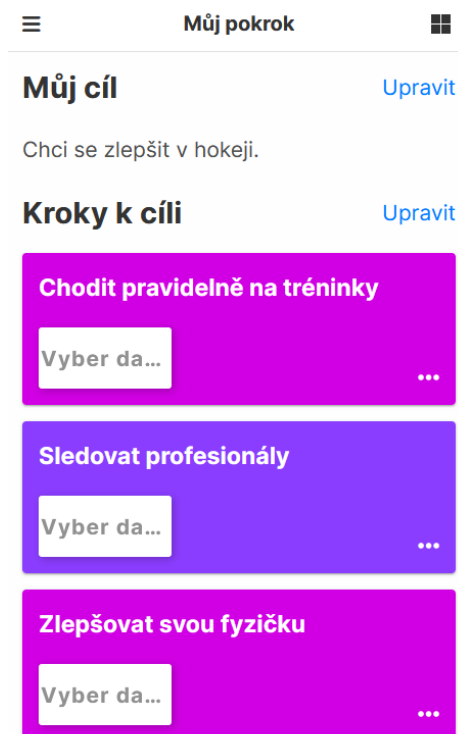 Můj pokrok
Můj cíl
Upravit
Chci se zlepšit v hokeji.
Kroky k cíli
Upravit
Chodit pravidelně na tréninky
Vyber da...
Sledovat profesionály
Vyber da...
Zlepšovat svou fyzičku
Vyber da...